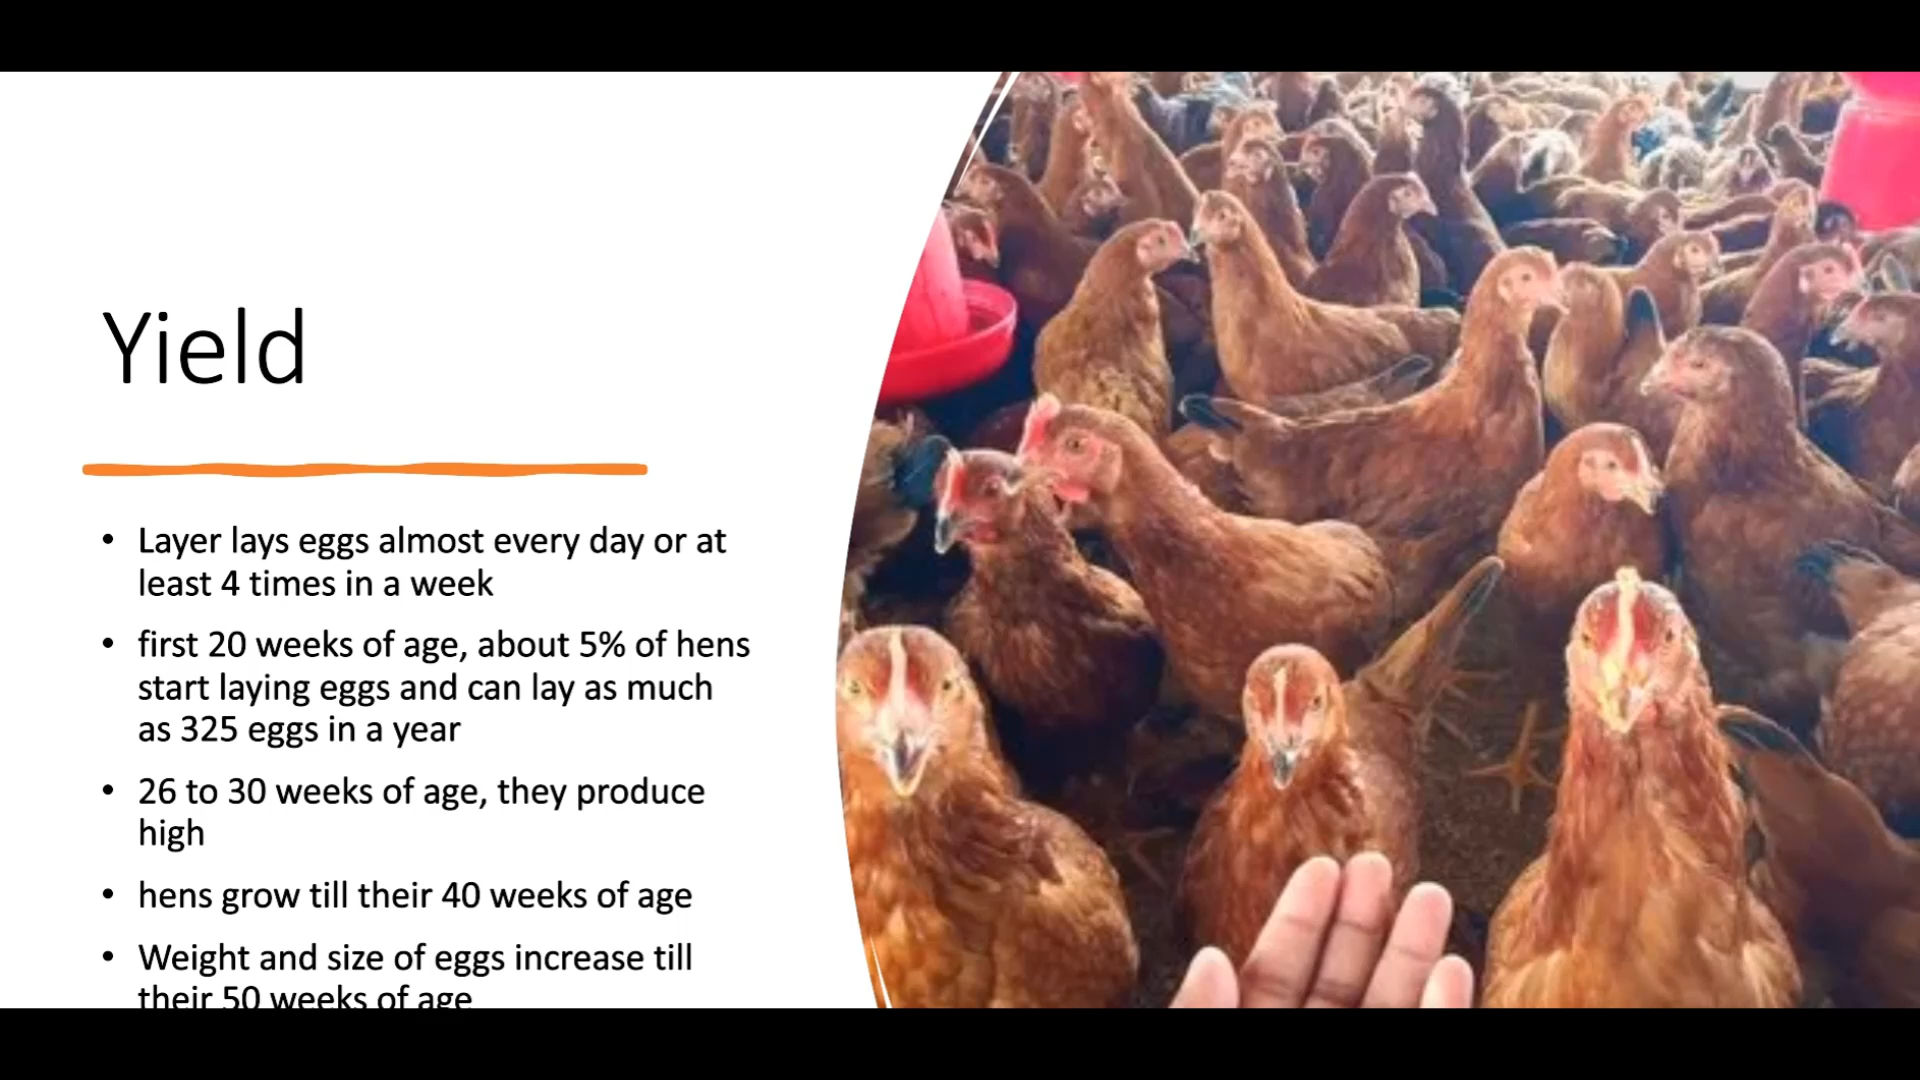 Yield
• Layer lays eggs almost every day or at
least 4 times in a week
• first 20 weeks of age, about 5% of hens
start laying eggs and can lay as much
as 325 eggs in a year
• 26 to 30 weeks of age, they produce
high
• hens grow till their 40 weeks of age
• Weight and size of eggs increase till
their 50 weeks of age